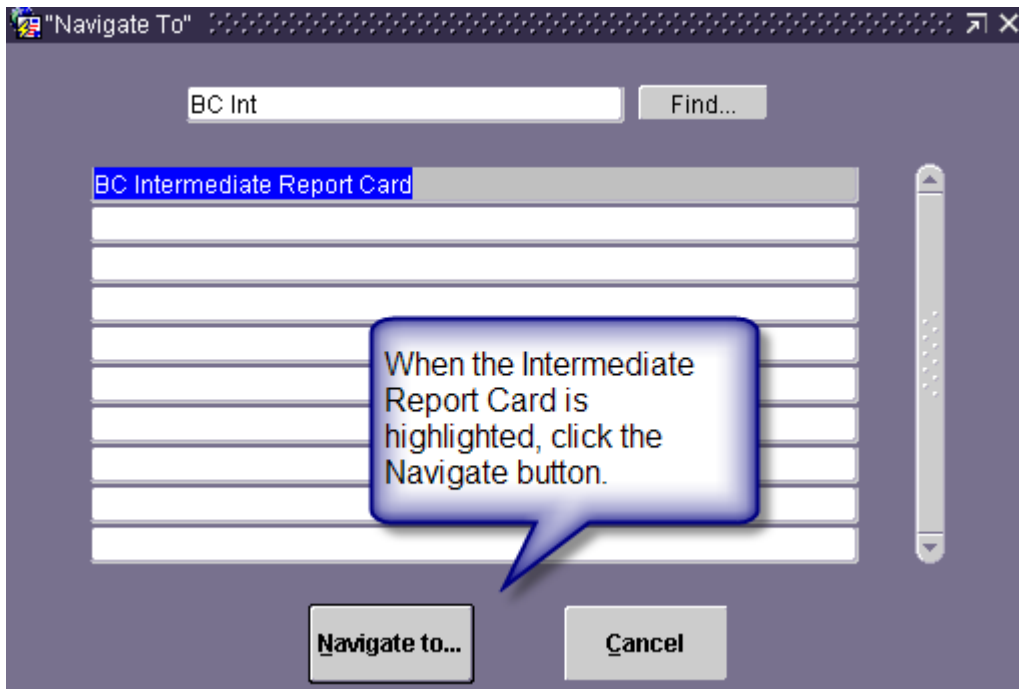 "Navigate To"
BC Int
Find...
BC Intermediate Report Card
When the Intermediate
Report Card is
highlighted, click the
Navigate button.
Navigate to...
Cancel